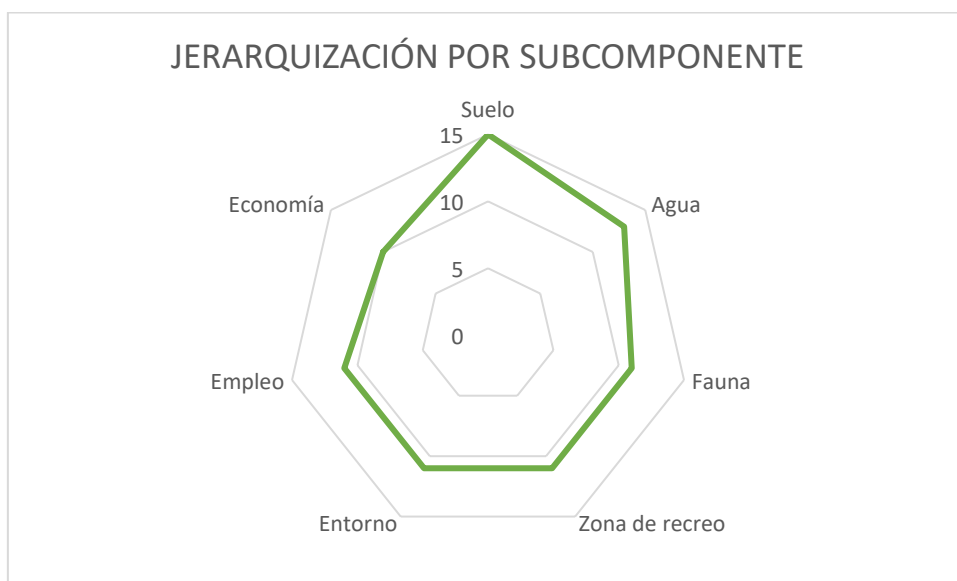 JERARQUIZACIÓN POR SUBCOMPONENTE
Suelo
15
10
5
0
Agua
Fauna
Zona de recreo
Entorno
Empleo
Economía